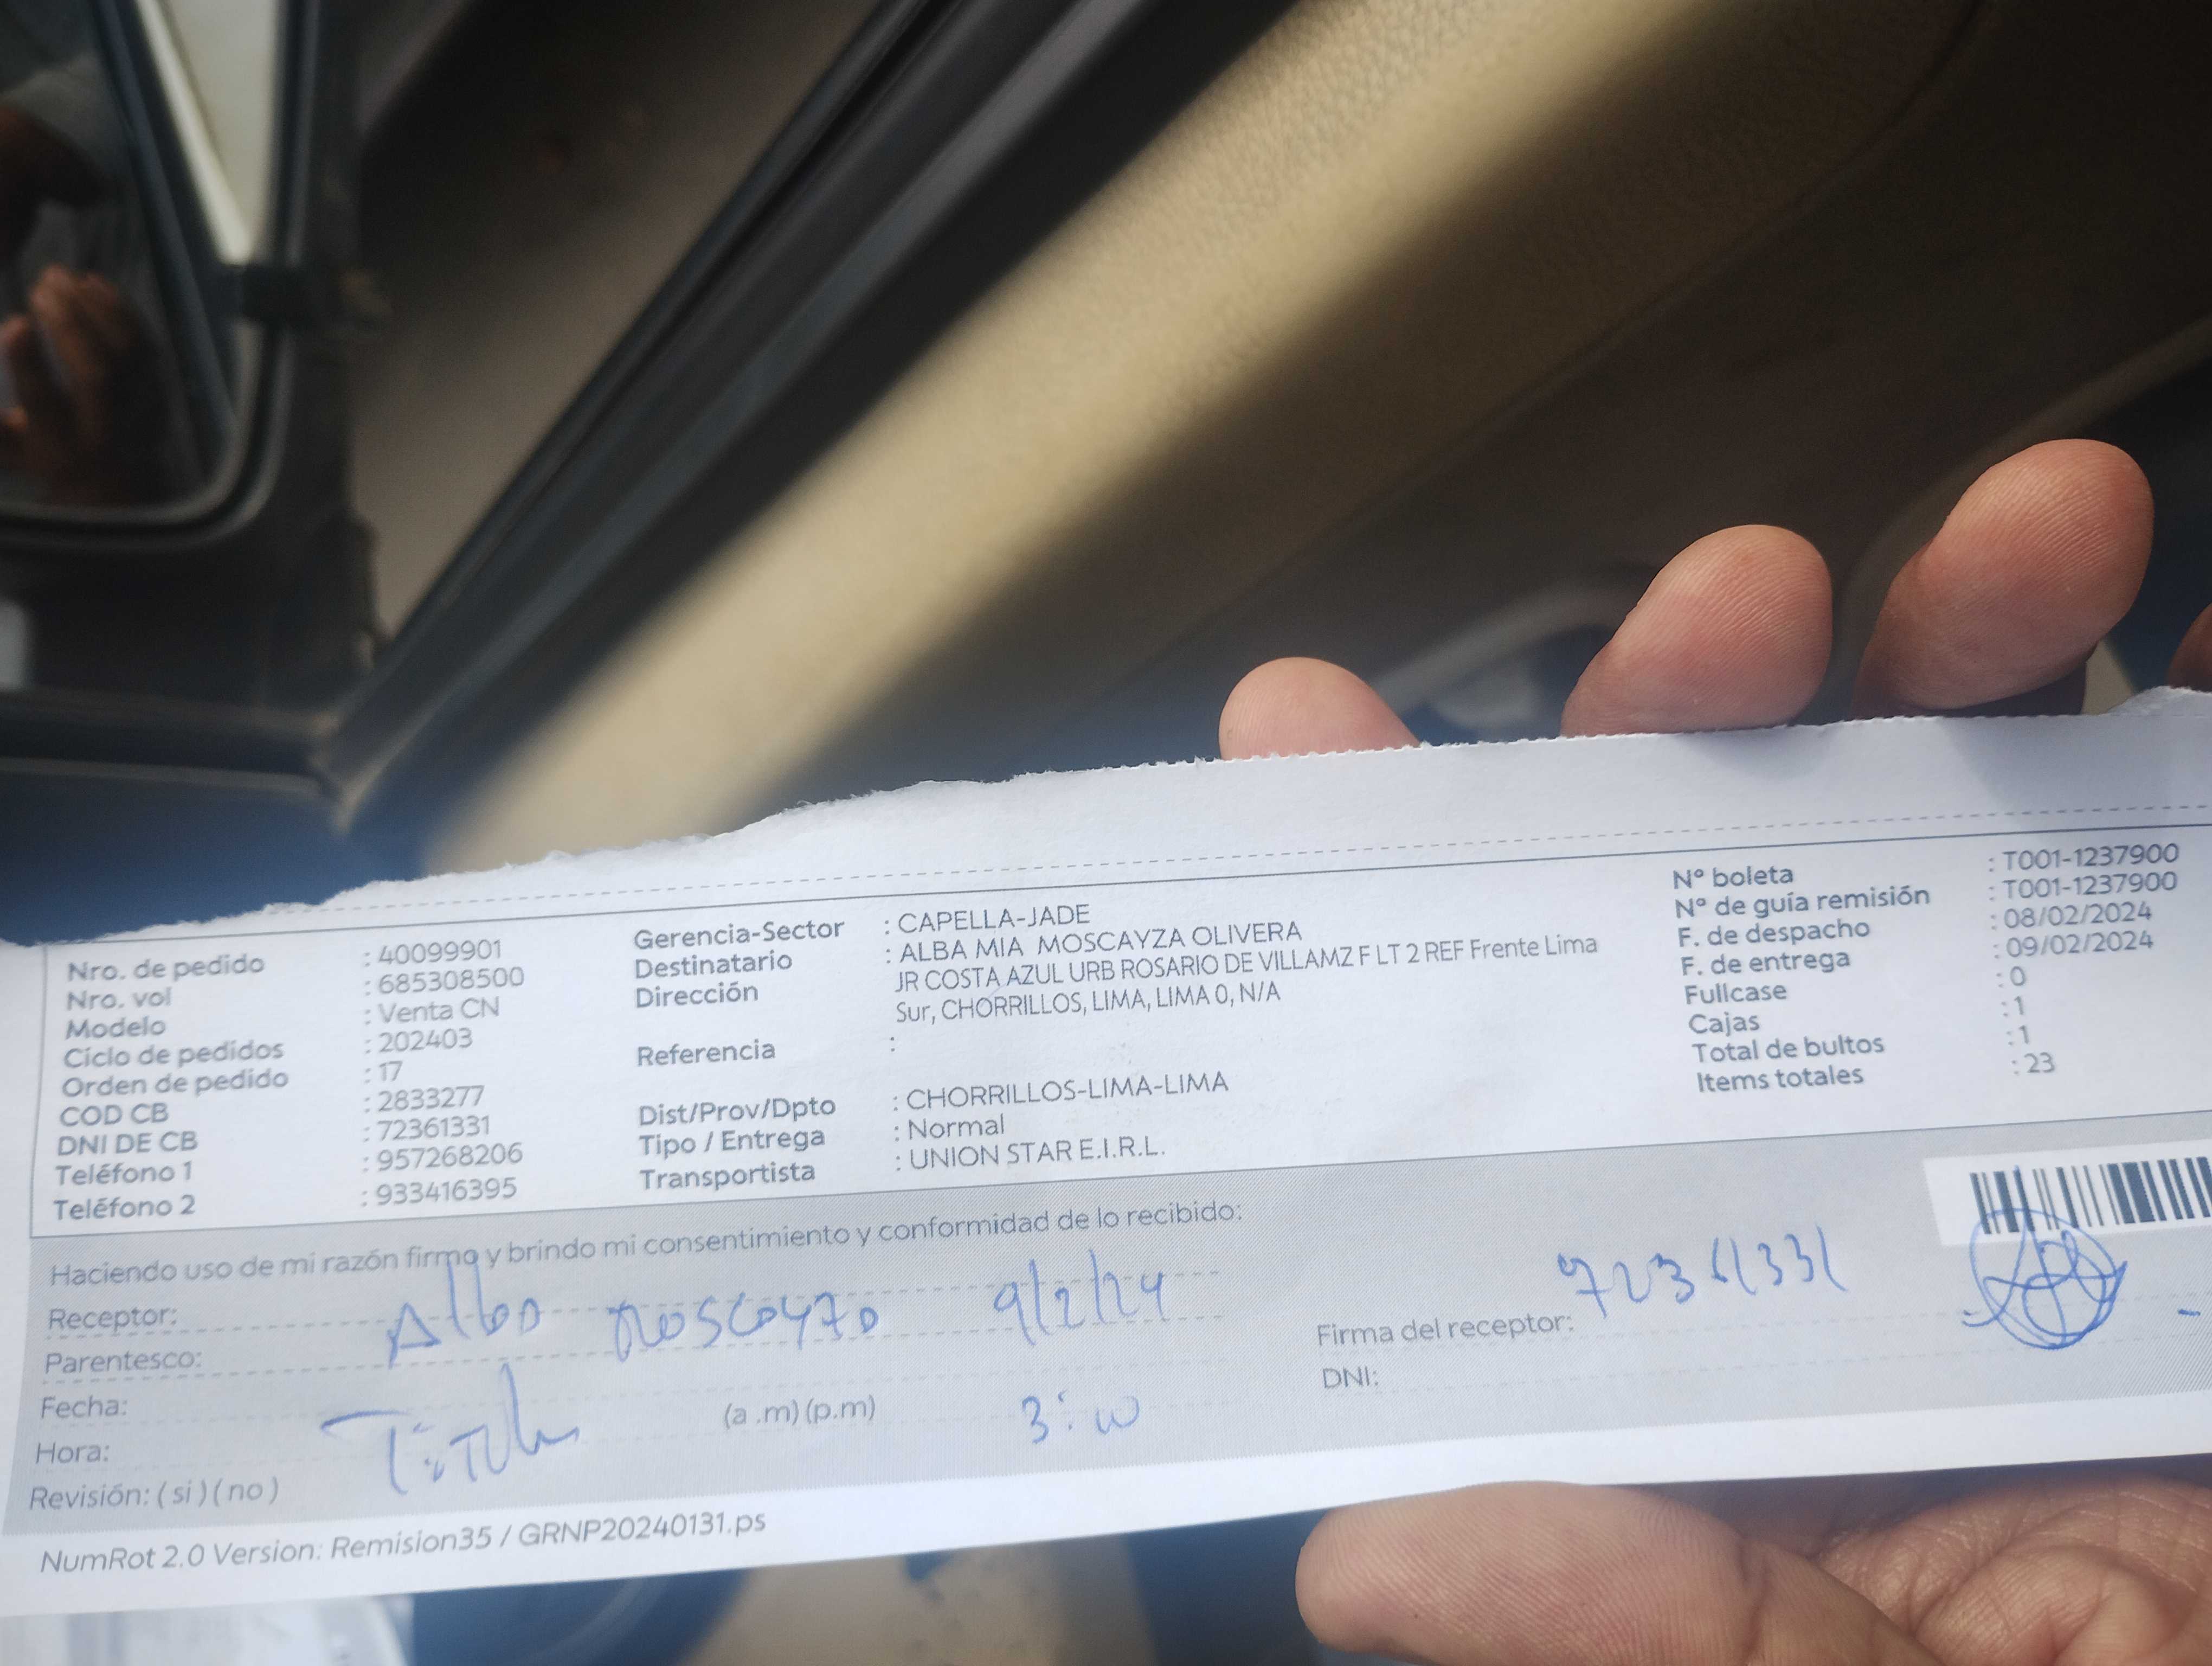 Nro. de pedido : 40099901
Nro. vol : 685308500
Modelo : Venta CN
Ciclo de pedidos : 202403
Orden de pedido : 17
COD CB : 2833277
DNI DE CB : 72361331
Teléfono 1 : 957268206
Teléfono 2 : 933416395
Gerencia-Sector : CAPELLA-JADE
Destinatario : ALBA MIA MOSCAYZA OLIVERA
Dirección JR COSTA AZUL URB ROSARIO DE VILLAMZ F LT 2 REF Frente Lima
Sur, CHORRILLOS, LIMA, LIMA 0, N/A
Referencia :
Dist/Prov/Dpto : CHORRILLOS-LIMA-LIMA
Tipo / Entrega : Normal
Transportista : UNION STAR E.I.R.L.
Nº boleta : T001-1237900
Nº de guía remisión : T001-1237900
F. de despacho : 08/02/2024
F. de entrega : 09/02/2024
Fullcase : 0
Cajas : 1
Total de bultos : 1
Items totales : 23
Haciendo uso de mi razón firmo y brindo mi consentimiento y conformidad de lo recibido:
Receptor: Alba Moscayza 9/2/24
Parentesco:
Fecha:
Hora: (a .m) (p.m)
Revisión: ( si ) ( no )
Firma del receptor: 72361331
DNI:
NumRot 2.0 Version: Remision35 / GRNP20240131.ps